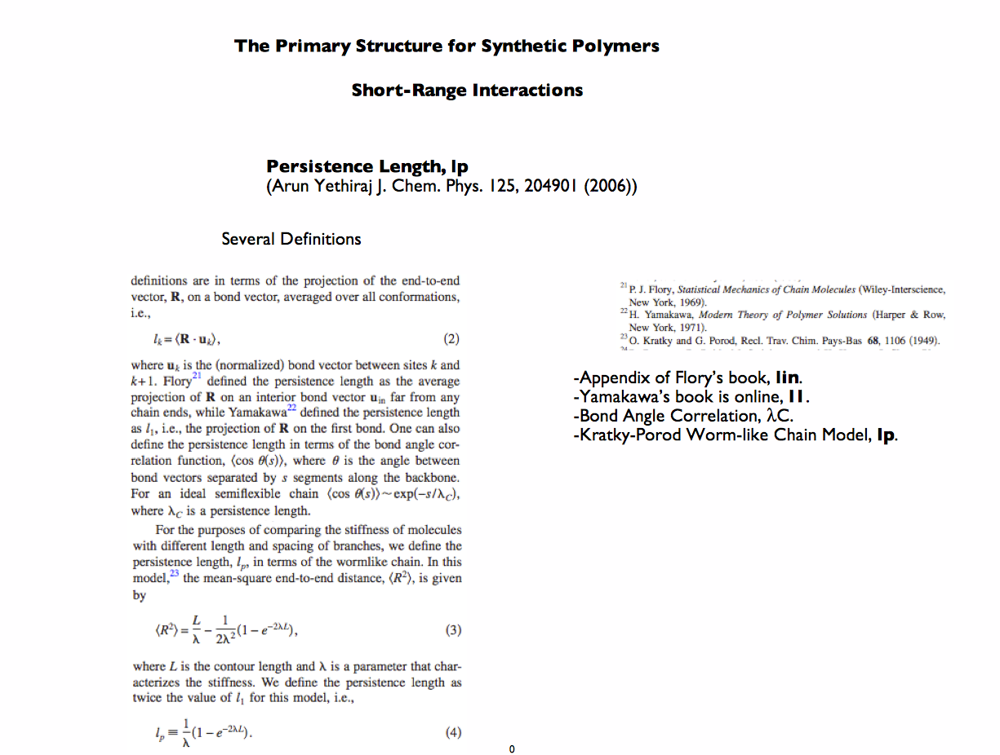 The Primary Structure for Synthetic Polymers
Short-Range Interactions
Persistence Length, lp
(Arun Yethiraj J. Chem. Phys. 125, 204901 (2006))
Several Definitions
definitions are in terms of the projection of the end-to-end
vector, R, on a bond vector, averaged over all conformations,
i.e.,
lₖ = ⟨R · uₖ⟩, (2)
where uₖ is the (normalized) bond vector between sites k and
k+1. Flory²¹ defined the persistence length as the average
projection of R on an interior bond vector uᵢₙ far from any
chain ends, while Yamakawa²² defined the persistence length
as l₁, i.e., the projection of R on the first bond. One can also
define the persistence length in terms of the bond angle cor-
relation function, ⟨cos θ(s)⟩, where θ is the angle between
bond vectors separated by s segments along the backbone.
For an ideal semiflexible chain ⟨cos θ(s)⟩ ~ exp(−s/λ_C),
where λ_C is a persistence length.
For the purposes of comparing the stiffness of molecules
with different length and spacing of branches, we define the
persistence length, lₚ, in terms of the wormlike chain. In this
model,²³ the mean-square end-to-end distance, ⟨R²⟩, is given
by
⟨R²⟩ = L/λ − 1/2λ² (1 − e^−2λL), (3)
where L is the contour length and λ is a parameter that char-
acterizes the stiffness. We define the persistence length as
twice the value of l₁ for this model, i.e.,
lₚ ≡ 1/λ (1 − e^−2λL). (4)
²¹P. J. Flory, Statistical Mechanics of Chain Molecules (Wiley-Interscience,
New York, 1969).
²²H. Yamakawa, Modern Theory of Polymer Solutions (Harper & Row,
New York, 1971).
²³O. Kratky and G. Porod, Recl. Trav. Chim. Pays-Bas 68, 1106 (1949).
-Appendix of Flory's book, lin.
-Yamakawa's book is online, l1.
-Bond Angle Correlation, λC.
-Kratky-Porod Worm-like Chain Model, lp.
0